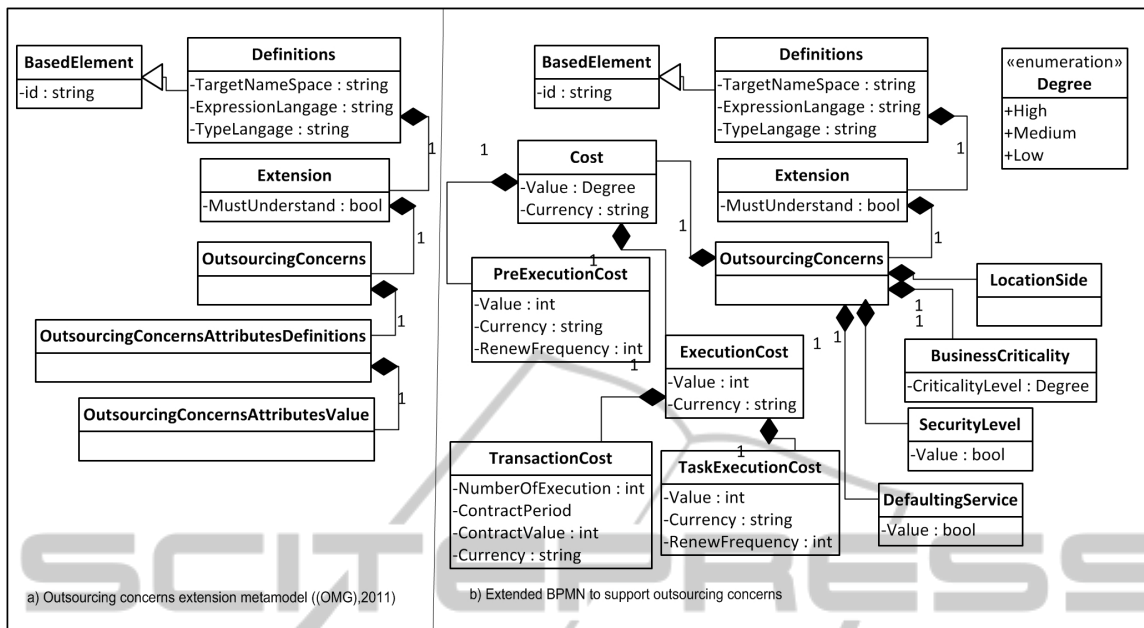 BasedElement
-id : string
Definitions
-TargetNameSpace : string
-ExpressionLangage : string
-TypeLangage : string
1
Extension
-MustUnderstand : bool
1
OutsourcingConcerns
1
OutsourcingConcernsAttributesDefinitions
1
OutsourcingConcernsAttributesValue
a) Outsourcing concerns extension metamodel ((OMG),2011)
BasedElement
-id : string
Definitions
-TargetNameSpace : string
-ExpressionLangage : string
-TypeLangage : string
1
«enumeration»
Degree
+High
+Medium
+Low
1
Cost
-Value : Degree
-Currency : string
1
Extension
-MustUnderstand : bool
1
OutsourcingConcerns
1
PreExecutionCost
-Value : int
-Currency : string
-RenewFrequency : int
1
LocationSide
1
1
1
1
BusinessCriticality
-CriticalityLevel : Degree
ExecutionCost
-Value : int
-Currency : string
1
SecurityLevel
-Value : bool
TransactionCost
-NumberOfExecution : int
-ContractPeriod
-ContractValue : int
-Currency : string
1
TaskExecutionCost
-Value : int
-Currency : string
-RenewFrequency : int
DefaultingService
-Value : bool
b) Extended BPMN to support outsourcing concerns
SCITEPRESS